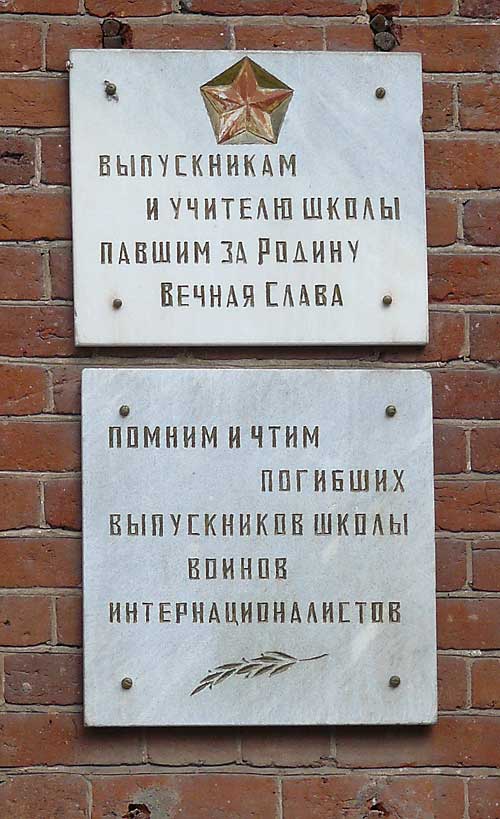 ВЫПУСКНИКАМ
И УЧИТЕЛЮ ШКОЛЫ
ПАВШИМ ЗА РОДИНУ
ВЕЧНАЯ СЛАВА
ПОМНИМ И ЧТИМ
ПОГИБШИХ
ВЫПУСКНИКОВ ШКОЛЫ
ВОИНОВ
ИНТЕРНАЦИОНАЛИСТОВ